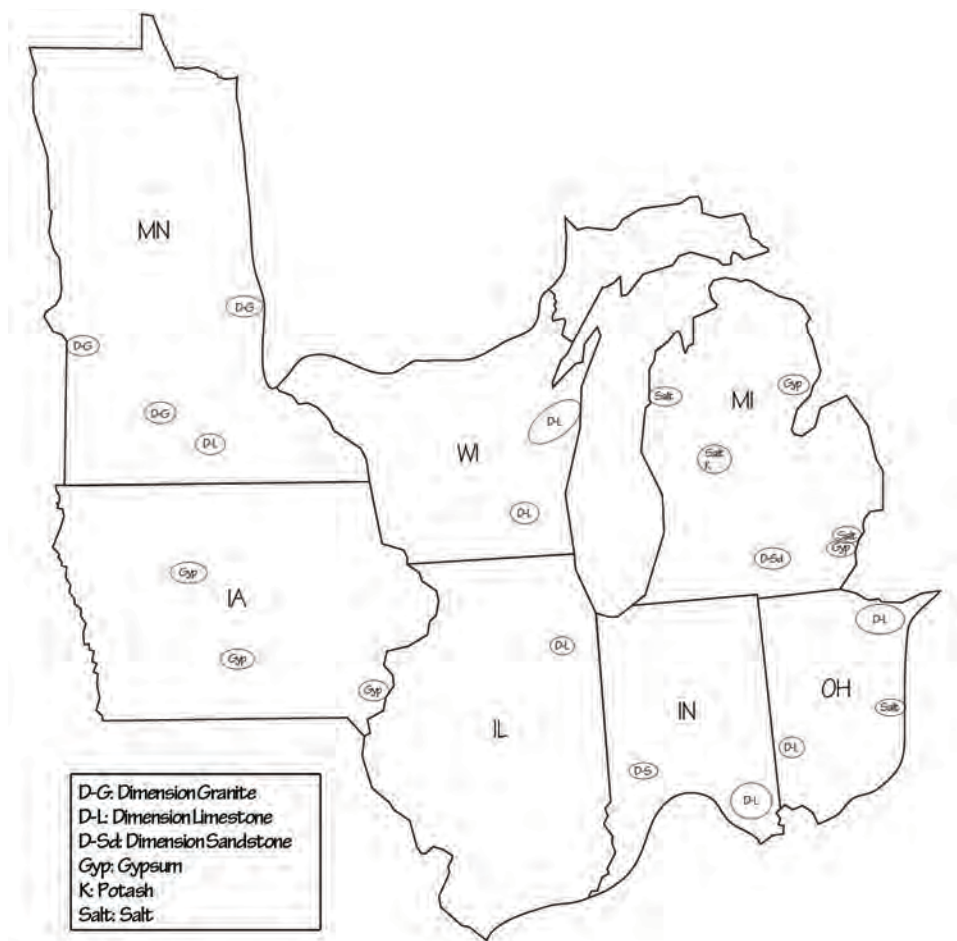 MN
D-G
D-G
D-G
D-L
WI
D-L
D-L
MI
Salt
Gyp
Salt
K
Salt
Gyp
D-Sd
IA
Gyp
Gyp
Gyp
IL
D-L
IN
D-S
D-L
OH
D-L
Salt
D-L
D-G: Dimension Granite
D-L: Dimension Limestone
D-Sd: Dimension Sandstone
Gyp: Gypsum
K: Potash
Salt: Salt